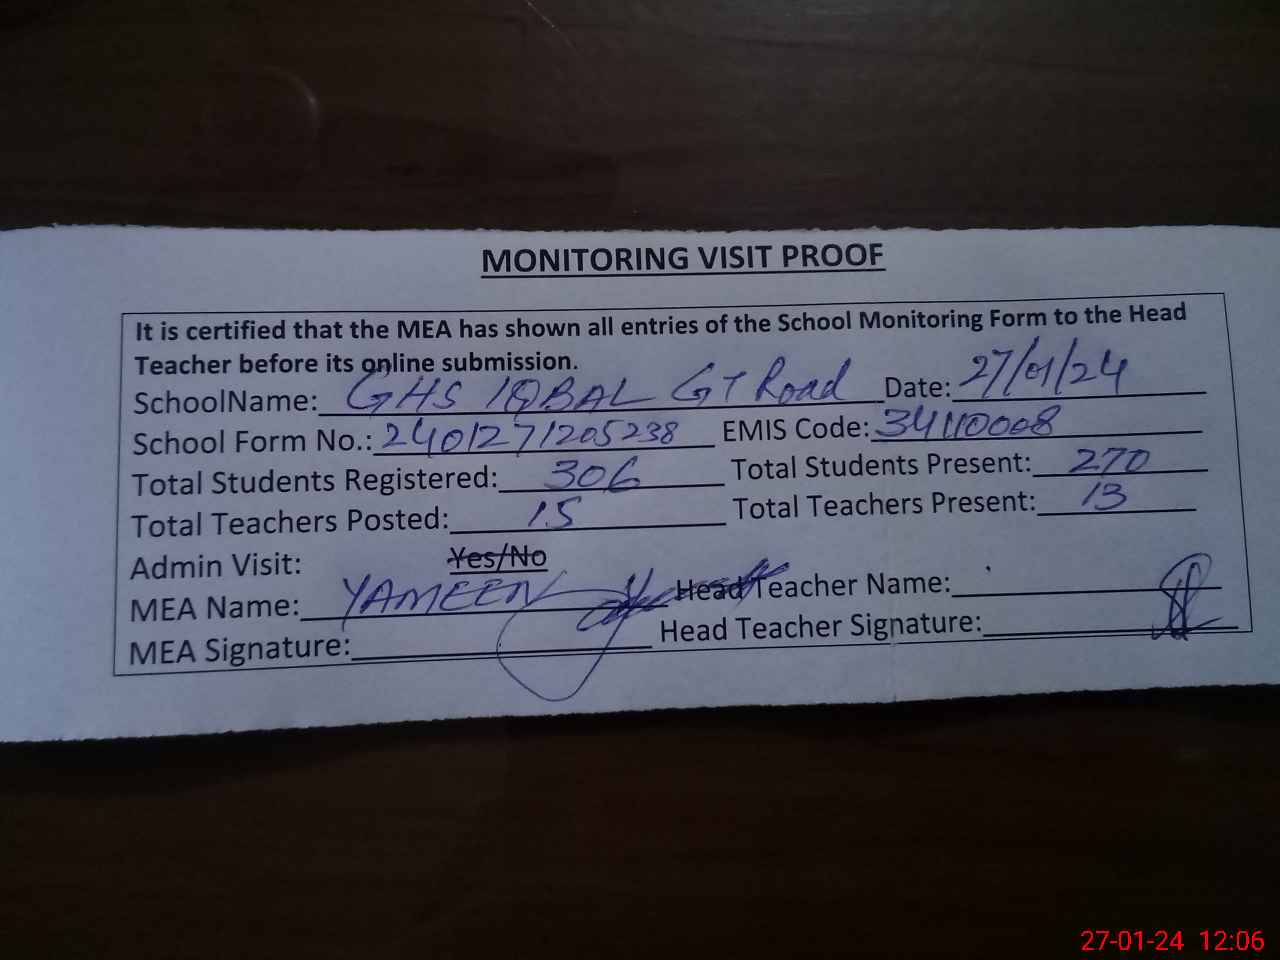 MONITORING VISIT PROOF
It is certified that the MEA has shown all entries of the School Monitoring Form to the Head
Teacher before its online submission.
SchoolName: GHS IQBAL GT Road Date: 27/01/24
School Form No.: 2401271205238 EMIS Code: 34110008
Total Students Registered: 306 Total Students Present: 270
Total Teachers Posted: 15 Total Teachers Present: 13
Admin Visit: Yes/No
MEA Name: YAMEEN Head Teacher Name:
MEA Signature: Head Teacher Signature:
27-01-24 12:06